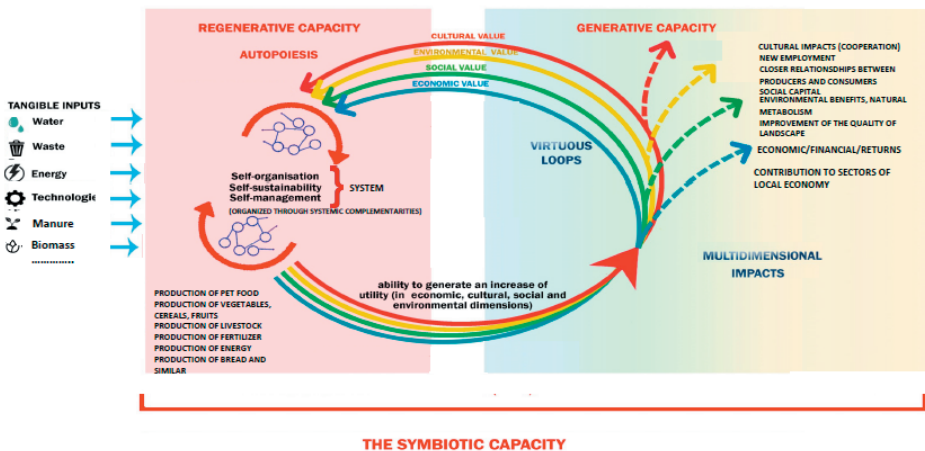 REGENERATIVE CAPACITY
AUTOPOIESIS
GENERATIVE CAPACITY
CULTURAL VALUE
ENVIRONMENTAL VALUE
SOCIAL VALUE
ECONOMIC VALUE
CULTURAL IMPACTS (COOPERATION)
NEW EMPLOYMENT
CLOSER RELATIONSHIPS BETWEEN
PRODUCERS AND CONSUMERS
SOCIAL CAPITAL
ENVIRONMENTAL BENEFITS, NATURAL
METABOLISM
IMPROVEMENT OF THE QUALITY OF
LANDSCAPE
ECONOMIC/FINANCIAL/RETURNS
CONTRIBUTION TO SECTORS OF
LOCAL ECONOMY
TANGIBLE INPUTS
Water
Waste
Energy
Technologie
Manure
Biomass
..............
VIRTUOUS
LOOPS
Self-organisation
Self-sustainability
Self-management
SYSTEM
[ORGANIZED THROUGH SYSTEMIC COMPLEMENTARITIES]
MULTIDIMENSIONAL
IMPACTS
ability to generate an increase of
utility (in economic, cultural, social and
environmental dimensions)
PRODUCTION OF PET FOOD
PRODUCTION OF VEGETABLES,
CEREALS, FRUITS
PRODUCTION OF LIVESTOCK
PRODUCTION OF FERTILIZER
PRODUCTION OF ENERGY
PRODUCTION OF BREAD AND
SIMILAR
THE SYMBIOTIC CAPACITY